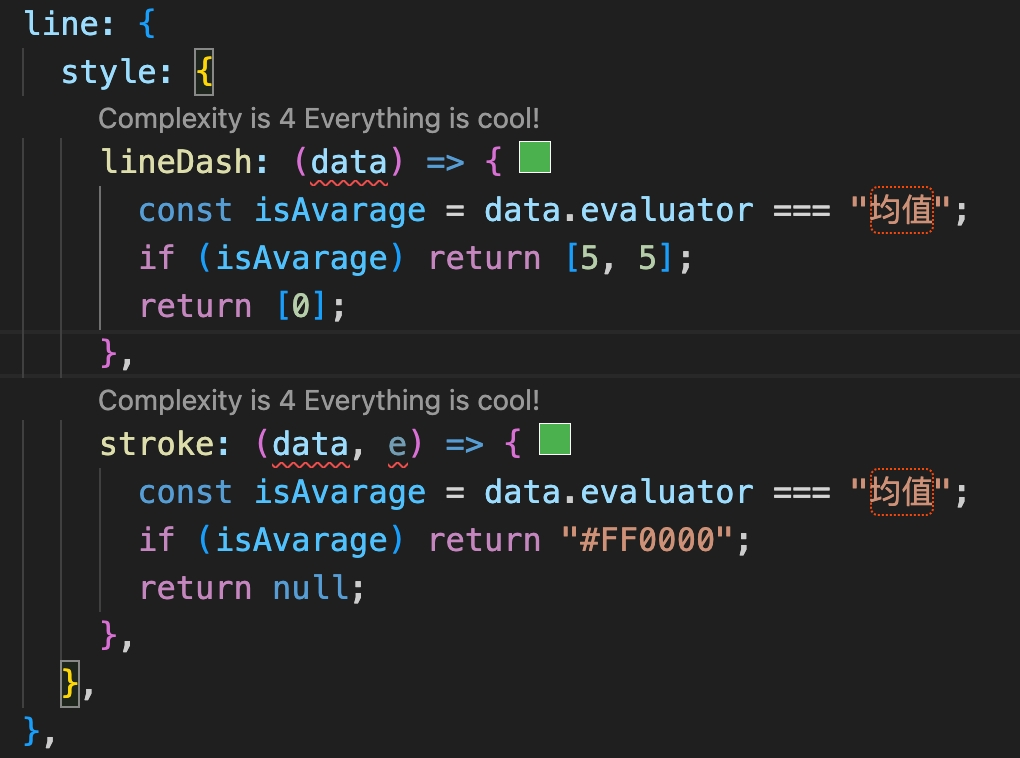 line: {
style: {
Complexity is 4 Everything is cool!
lineDash: (data) => {
const isAvarage = data.evaluator === "均值";
if (isAvarage) return [5, 5];
return [0];
},
Complexity is 4 Everything is cool!
stroke: (data, e) => {
const isAvarage = data.evaluator === "均值";
if (isAvarage) return "#FF0000";
return null;
},
},
},